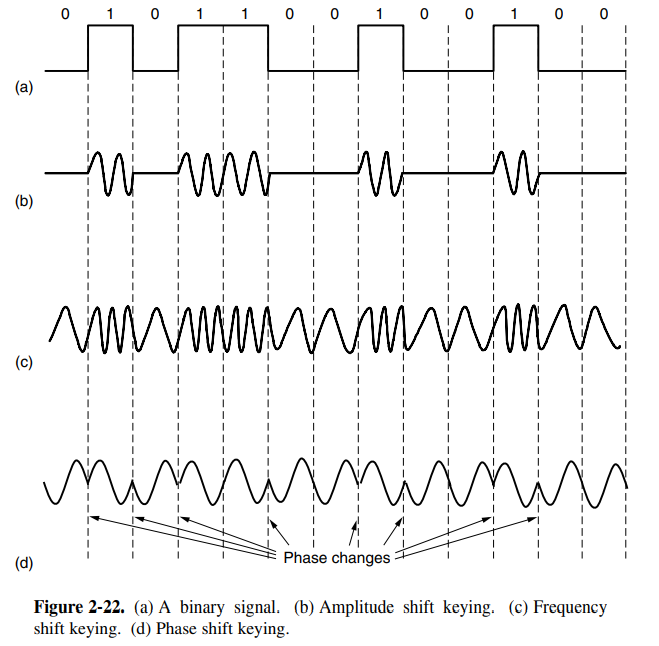 0 1 0 1 1 0 0 1 0 0 1 0 0
(a)
(b)
(c)
Phase changes
(d)
Figure 2-22. (a) A binary signal. (b) Amplitude shift keying. (c) Frequency
shift keying. (d) Phase shift keying.